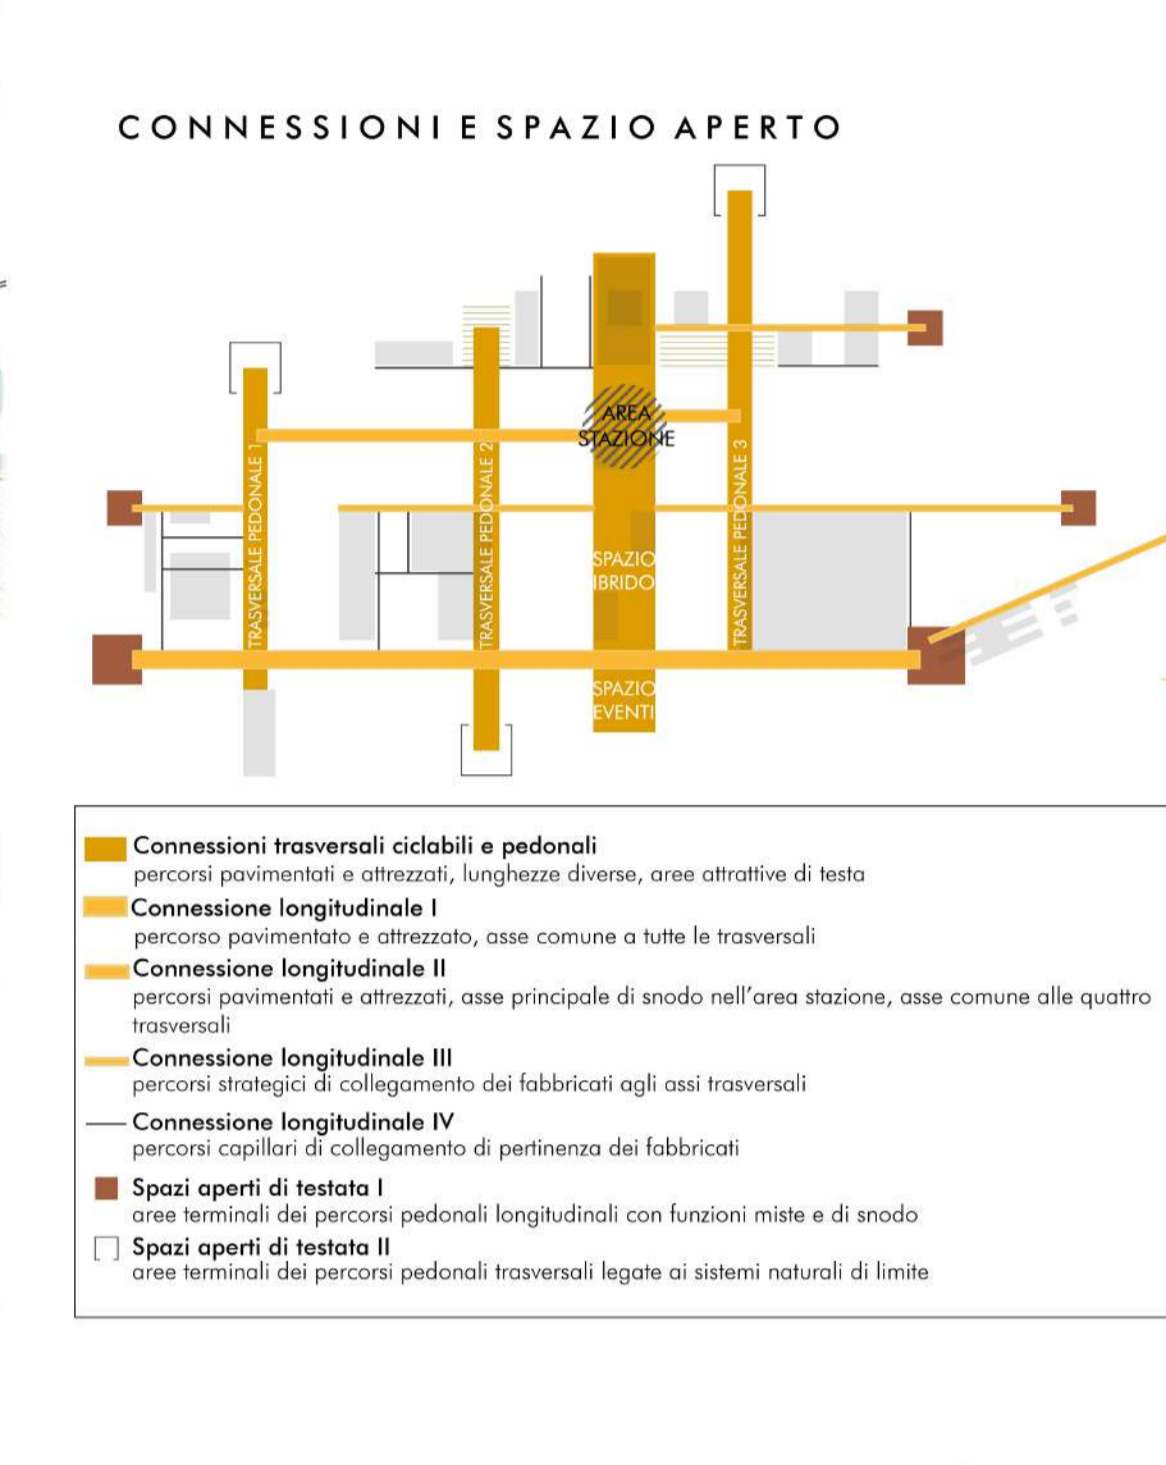 CONNESSIONI E SPAZIO APERTO
AREA
STAZIONE
TRASVERSALE PEDONALE 1
TRASVERSALE PEDONALE 2
TRASVERSALE PEDONALE 3
SPAZIO
IBRIDO
SPAZIO
EVENTI
Connessioni trasversali ciclabili e pedonali
percorsi pavimentati e attrezzati, lunghezze diverse, aree attrattive di testa
Connessione longitudinale I
percorso pavimentato e attrezzato, asse comune a tutte le trasversali
Connessione longitudinale II
percorsi pavimentati e attrezzati, asse principale di snodo nell'area stazione, asse comune alle quattro
trasversali
Connessione longitudinale III
percorsi strategici di collegamento dei fabbricati agli assi trasversali
Connessione longitudinale IV
percorsi capillari di collegamento di pertinenza dei fabbricati
Spazi aperti di testata I
aree terminali dei percorsi pedonali longitudinali con funzioni miste e di snodo
Spazi aperti di testata II
aree terminali dei percorsi pedonali trasversali legate ai sistemi naturali di limite